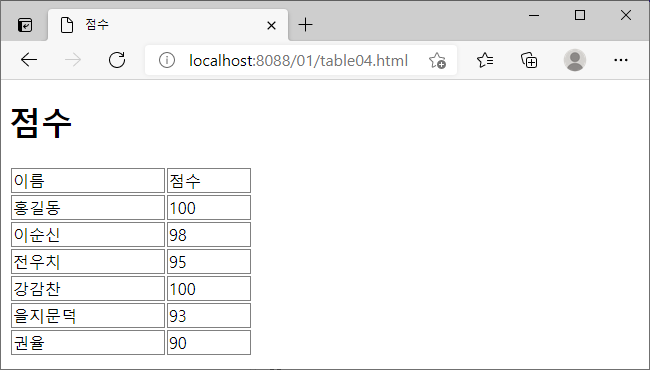 점수
localhost:8088/01/table04.html
점수
이름 점수
홍길동 100
이순신 98
전우치 95
강감찬 100
을지문덕 93
권율 90